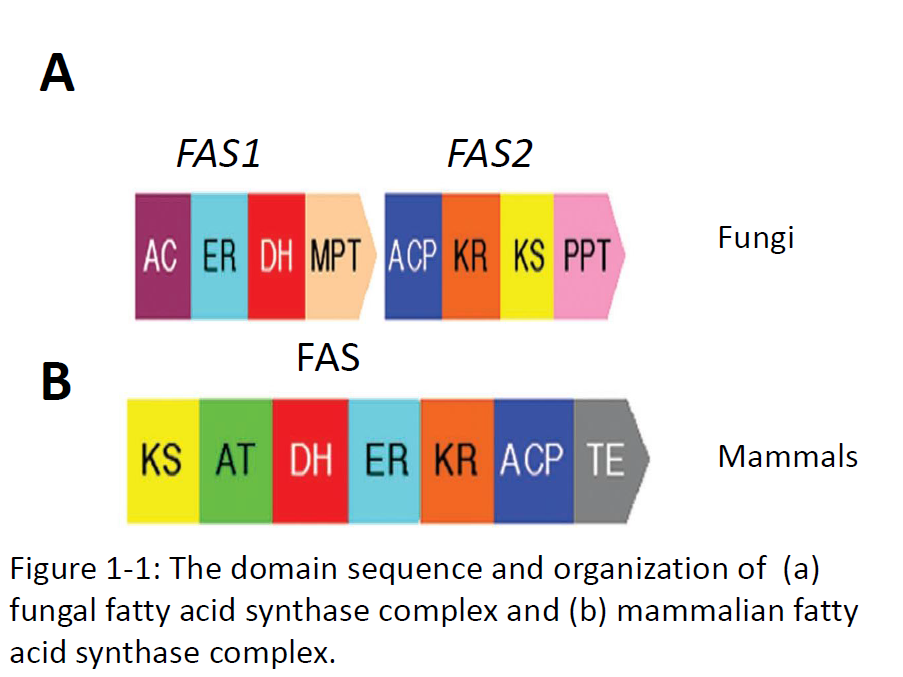 A
FAS1 FAS2
AC ER DH MPT ACP KR KS PPT
Fungi
FAS
B
KS AT DH ER KR ACP TE
Mammals
Figure 1-1: The domain sequence and organization of (a)
fungal fatty acid synthase complex and (b) mammalian fatty
acid synthase complex.